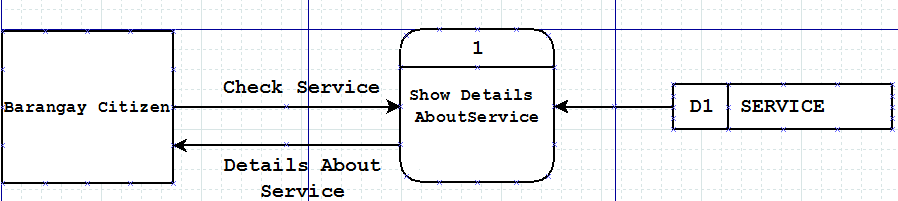 1
Check Service
Show Details
AboutService
Barangay Citizen
D1 SERVICE
Details About
Service